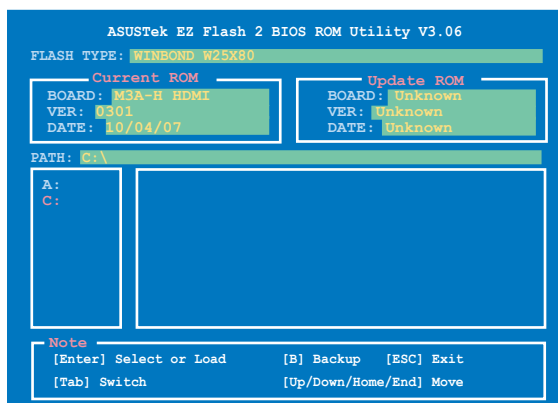 ASUSTek EZ Flash 2 BIOS ROM Utility V3.06
FLASH TYPE: WINBOND W25X80
Current ROM
BOARD: M3A-H HDMI
VER: 0301
DATE: 10/04/07
Update ROM
BOARD: Unknown
VER: Unknown
DATE: Unknown
PATH: C:\
A:
C:
Note
[Enter] Select or Load [B] Backup [ESC] Exit
[Tab] Switch [Up/Down/Home/End] Move